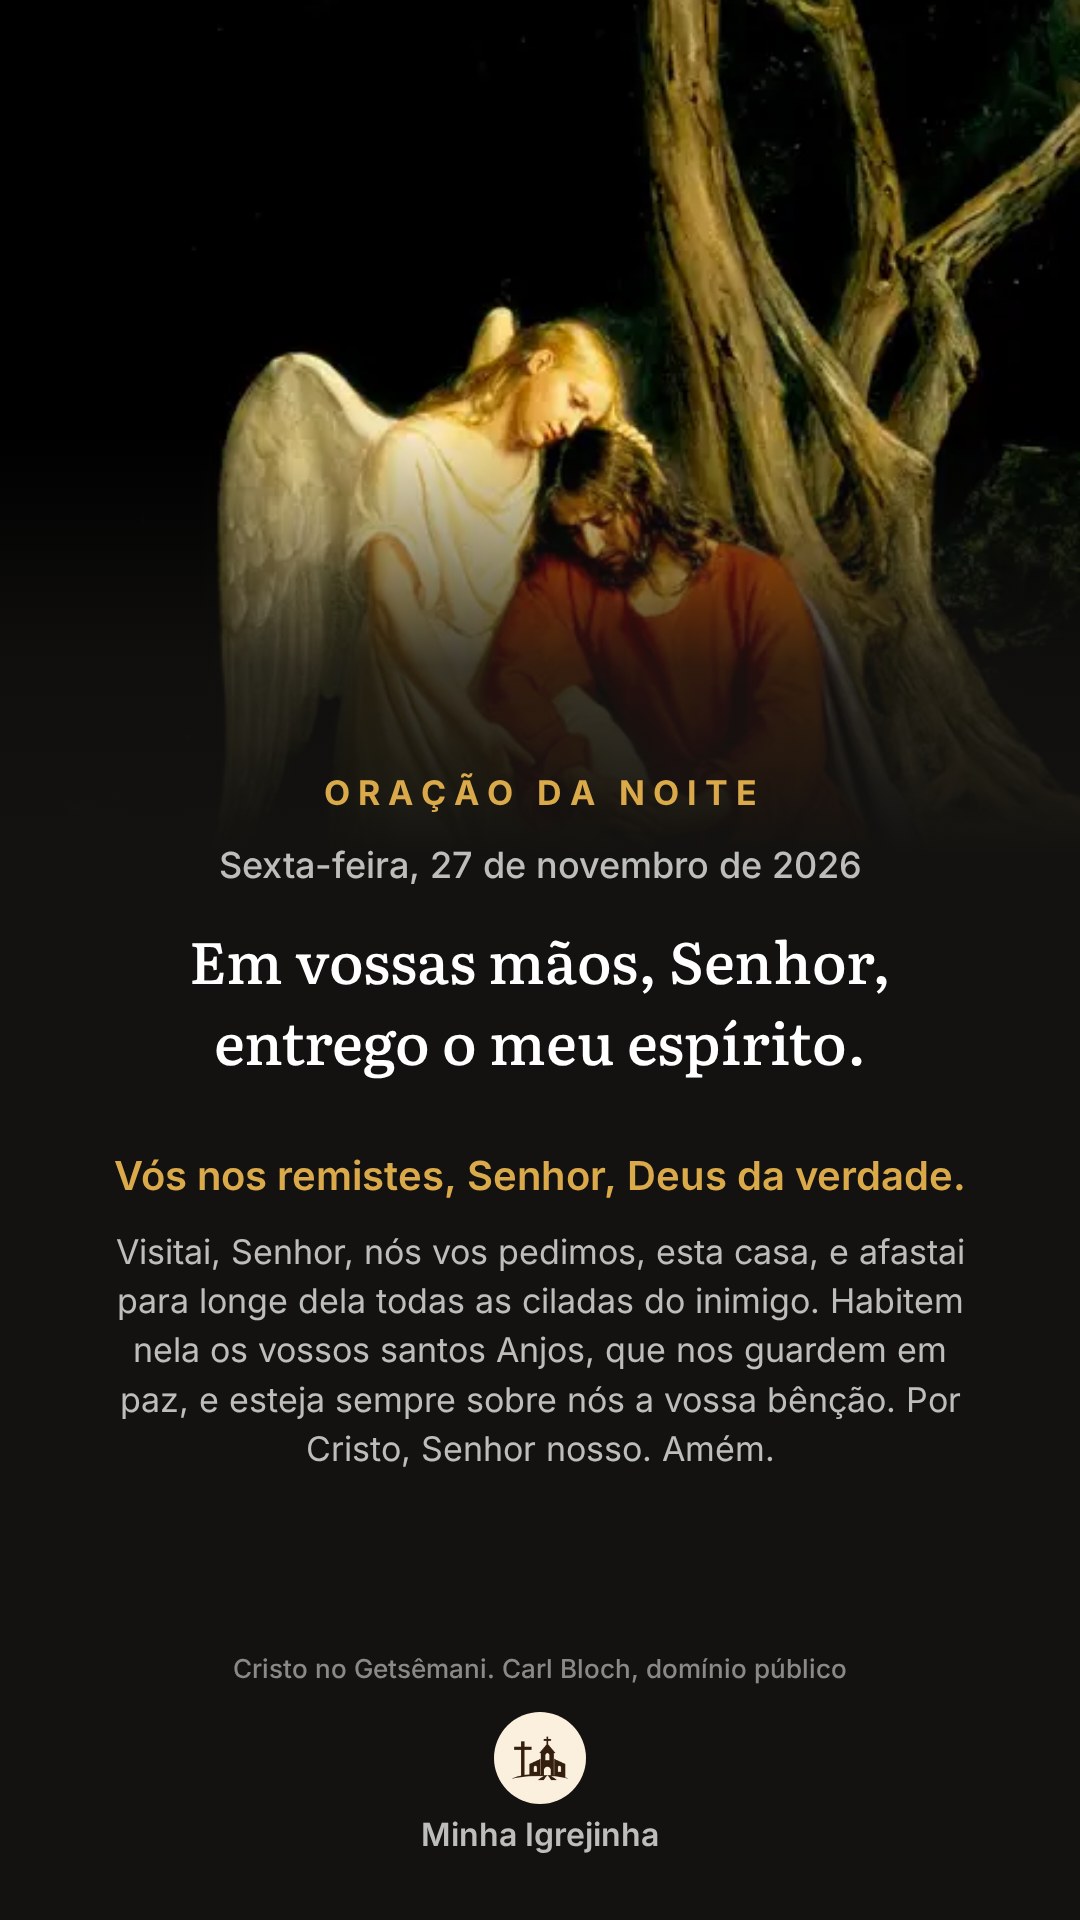 ORAÇÃO DA NOITE
Sexta-feira, 27 de novembro de 2026
Em vossas mãos, Senhor,
entrego o meu espírito.
Vós nos remistes, Senhor, Deus da verdade.
Visitai, Senhor, nós vos pedimos, esta casa, e afastai
para longe dela todas as ciladas do inimigo. Habitem
nela os vossos santos Anjos, que nos guardem em
paz, e esteja sempre sobre nós a vossa bênção. Por
Cristo, Senhor nosso. Amém.
Cristo no Getsêmani. Carl Bloch, domínio público
Minha Igrejinha